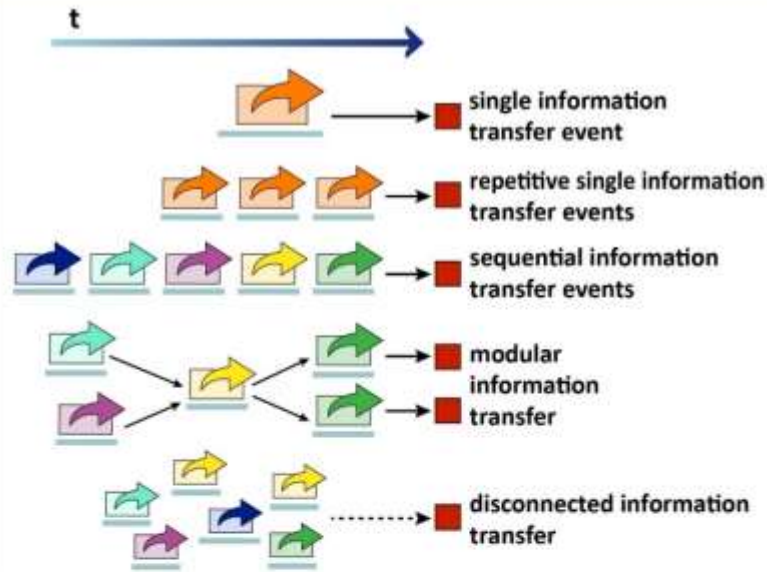 t
single information
transfer event
repetitive single information
transfer events
sequential information
transfer events
modular
information
transfer
disconnected information
transfer